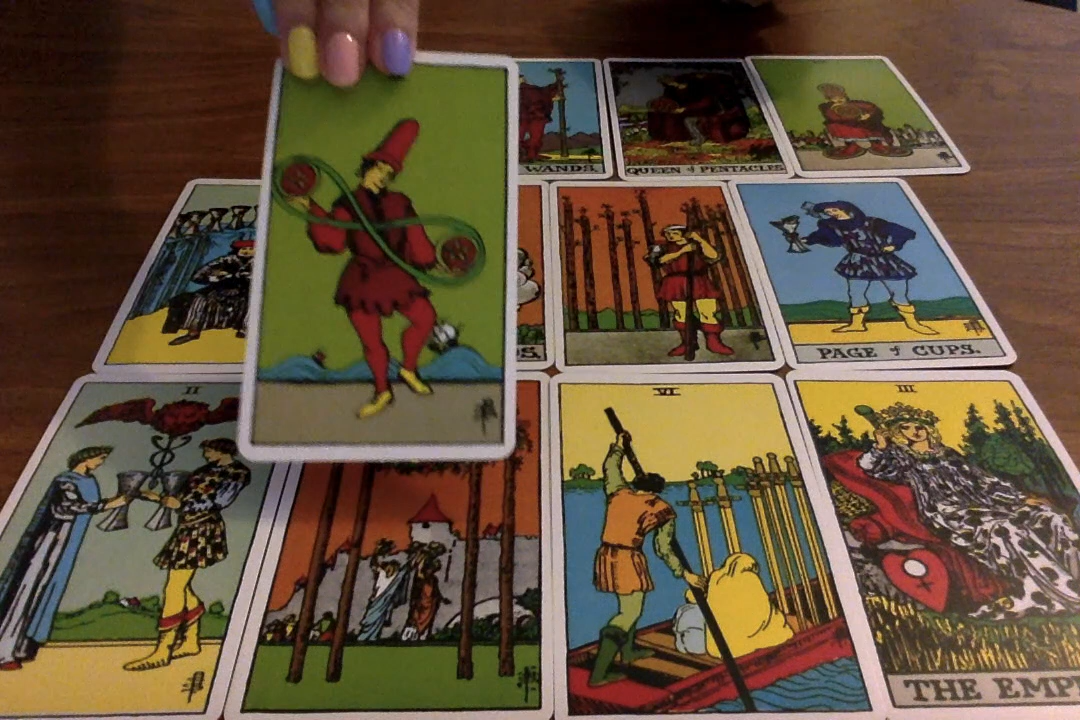 WANDS.
QUEEN of PENTACLES
S.
PAGE of CUPS.
II
VI
III
THE EMP